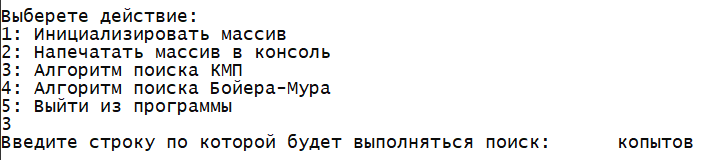 Выберете действие:
1: Инициализировать массив
2: Напечатать массив в консоль
3: Алгоритм поиска КМП
4: Алгоритм поиска Бойера-Мура
5: Выйти из программы
3
Введите строку по которой будет выполняться поиск: копытов